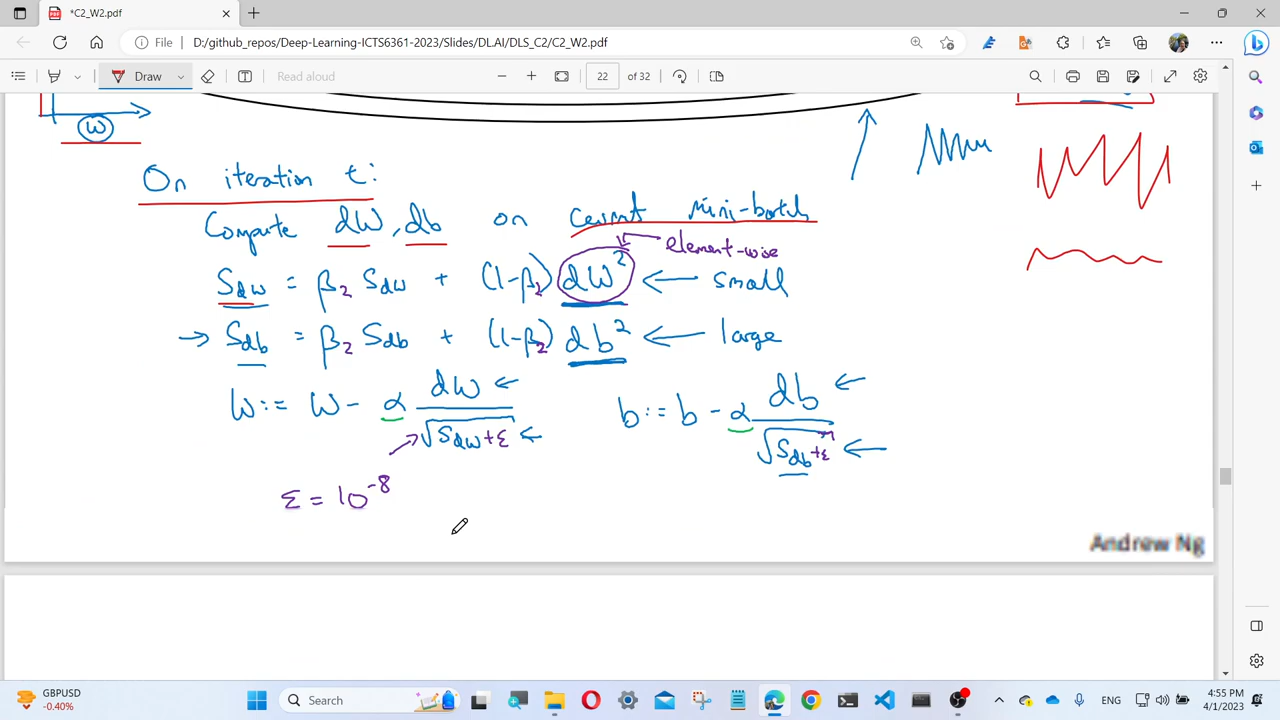 *C2_W2.pdf
File D:/github_repos/Deep-Learning-ICTS6361-2023/Slides/DL.AI/DLS_C2/C2_W2.pdf
Draw Read aloud 22 of 32
w
On iteration t:
Compute dW, db on current mini-batch
element-wise
Sdw = β2 Sdw + (1-β2) dW² ← small
→ Sdb = β2 Sdb + (1-β2) db² ← large
W := W - α dW / √Sdw+ε ← b := b - α db / √Sdb+ε ←
ε = 10⁻⁸
Andrew Ng
GBPUSD
-0.40%
Search
ENG
4:55 PM
4/1/2023